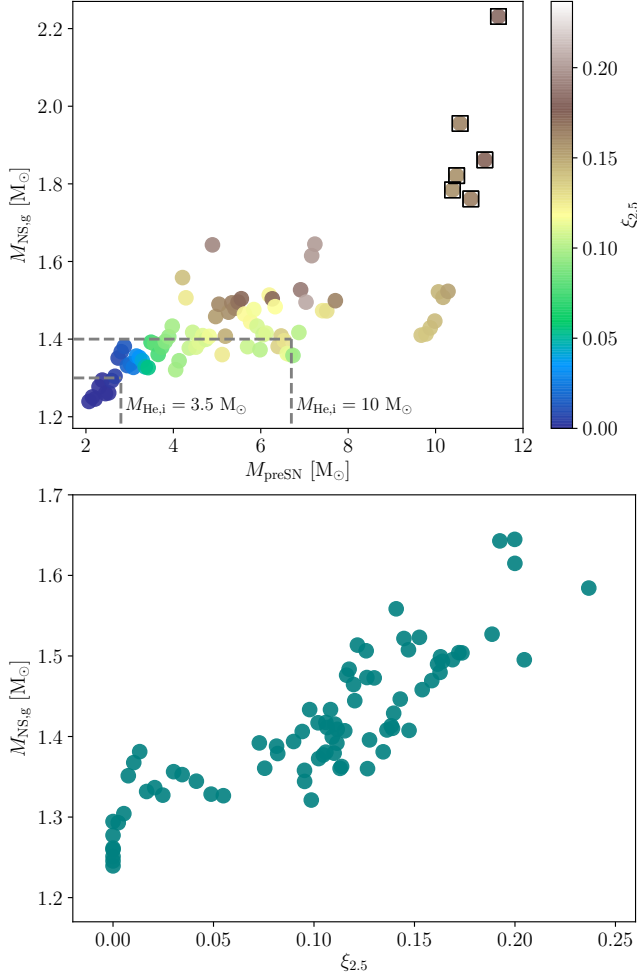 2.2
2.0
1.8
1.6
1.4
1.2
M_NS,g [M_⊙]
M_He,i = 3.5 M_⊙
M_He,i = 10 M_⊙
2 4 6 8 10 12
M_preSN [M_⊙]
0.20
0.15
0.10
0.05
0.00
ξ_2.5
1.7
1.6
1.5
1.4
1.3
1.2
M_NS,g [M_⊙]
0.00 0.05 0.10 0.15 0.20 0.25
ξ_2.5